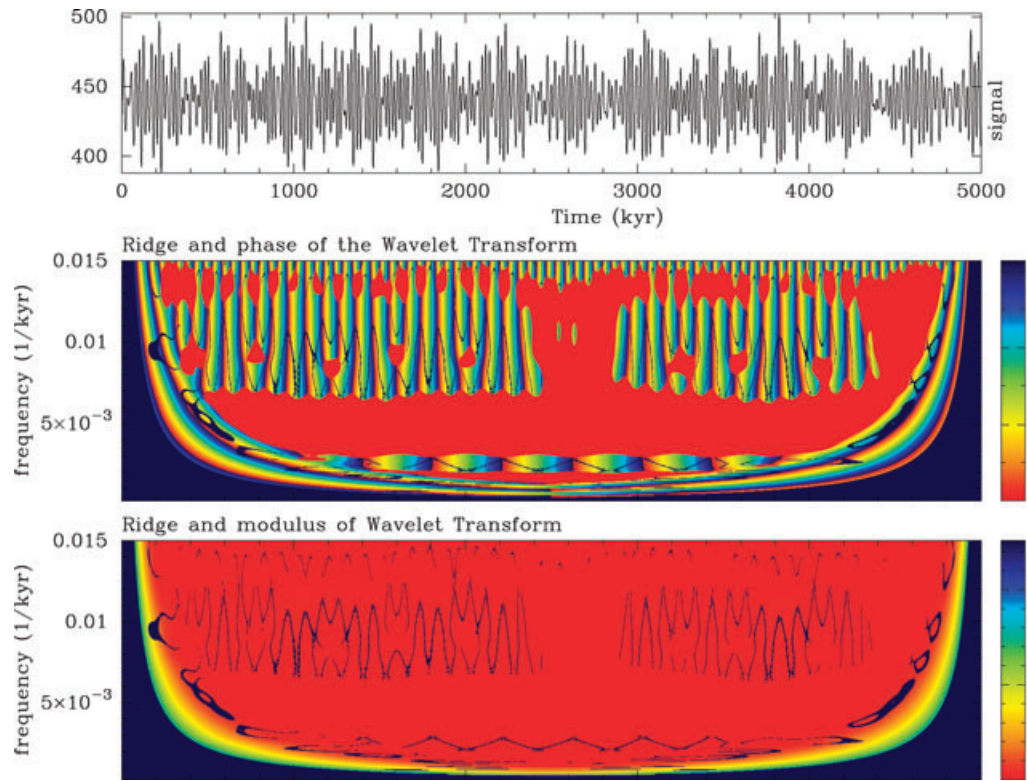 500
450
400
signal
0 1000 2000 3000 4000 5000
Time (kyr)
Ridge and phase of the Wavelet Transform
0.015
0.01
5×10⁻³
frequency (1/kyr)
Ridge and modulus of Wavelet Transform
0.015
0.01
5×10⁻³
frequency (1/kyr)